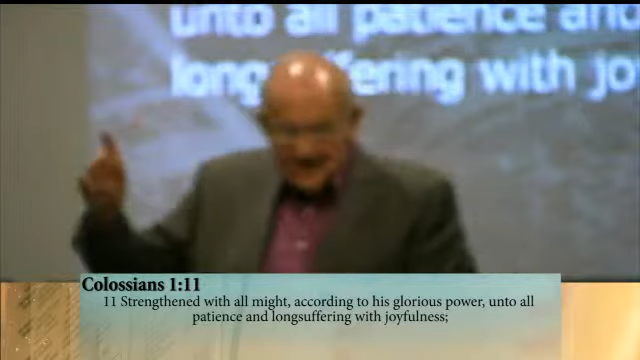 unto all patience and
longsuffering with joy
Colossians 1:11
11 Strengthened with all might, according to his glorious power, unto all
patience and longsuffering with joyfulness;